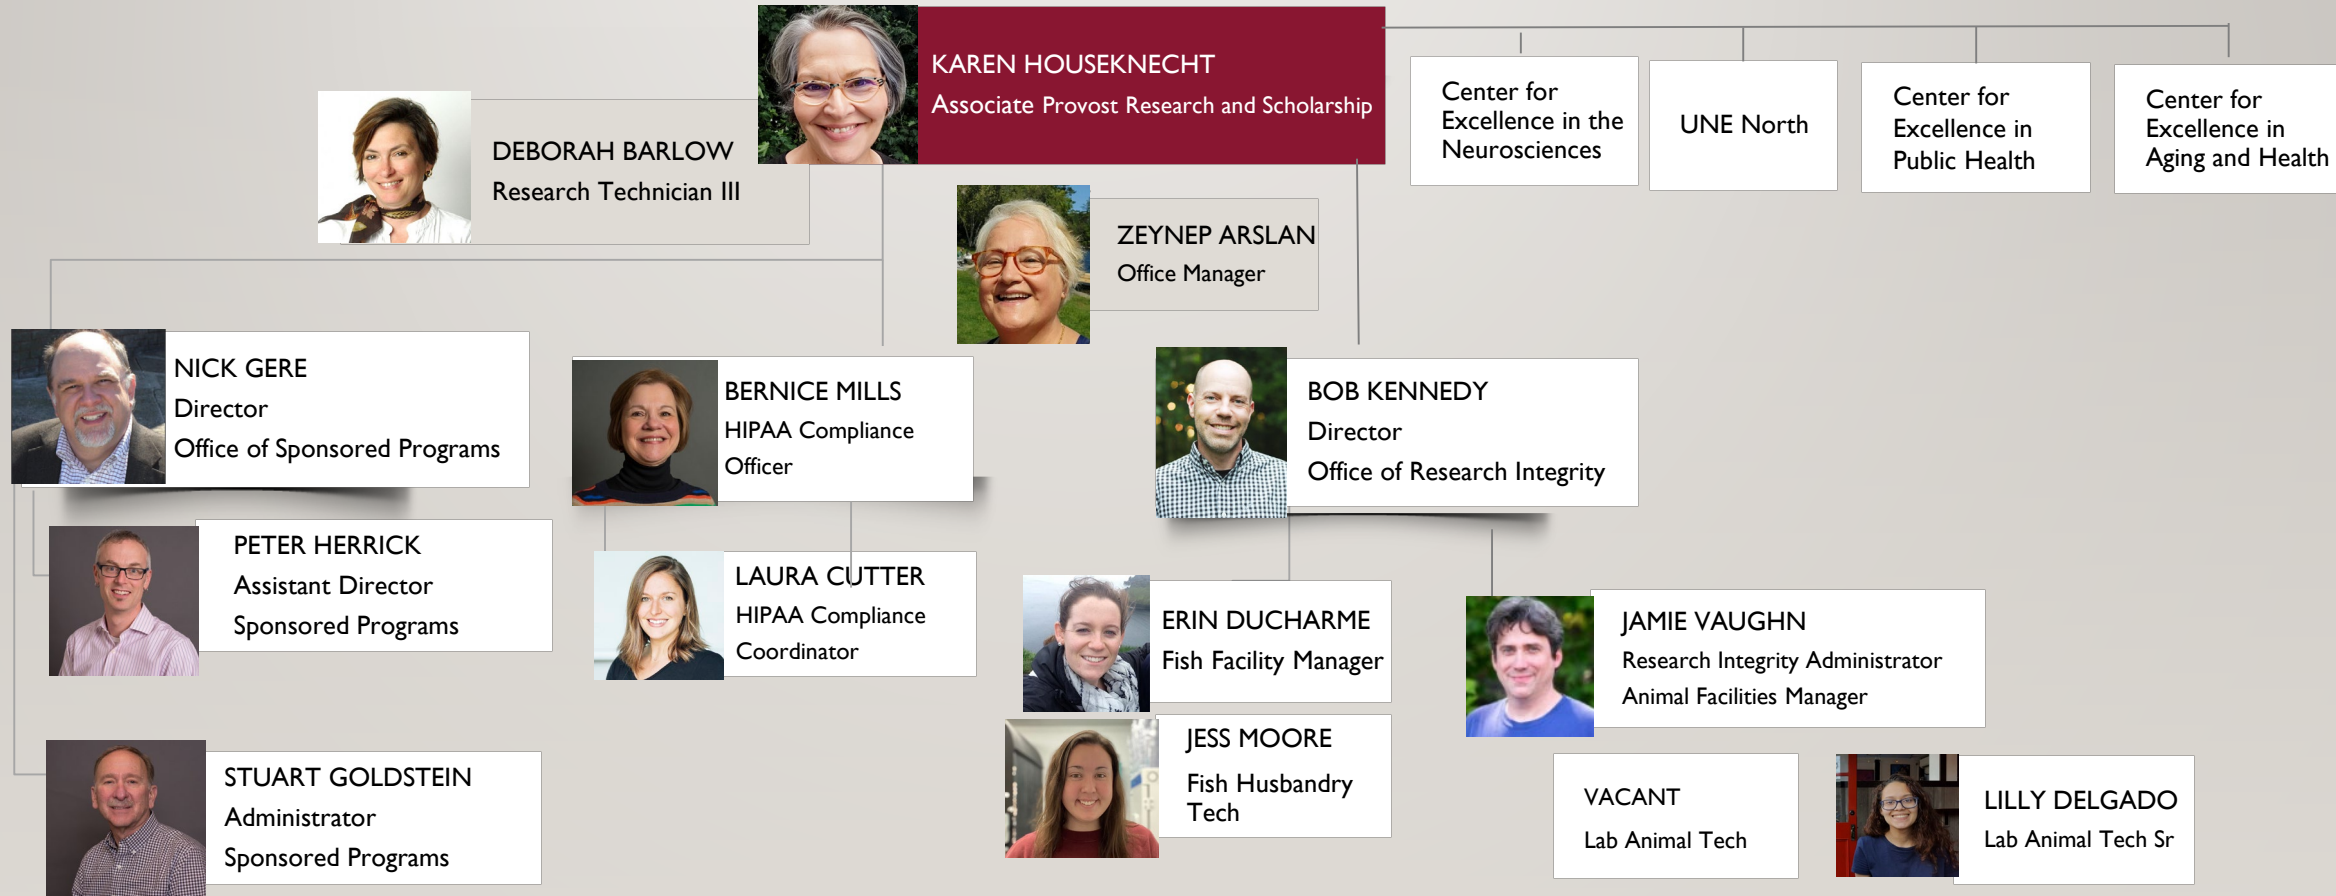 KAREN HOUSEKNECHT
Associate Provost Research and Scholarship
Center for
Excellence in the
Neurosciences
UNE North
Center for
Excellence in
Public Health
Center for
Excellence in
Aging and Health
DEBORAH BARLOW
Research Technician III
ZEYNEP ARSLAN
Office Manager
NICK GERE
Director
Office of Sponsored Programs
BERNICE MILLS
HIPAA Compliance
Officer
BOB KENNEDY
Director
Office of Research Integrity
PETER HERRICK
Assistant Director
Sponsored Programs
LAURA CUTTER
HIPAA Compliance
Coordinator
ERIN DUCHARME
Fish Facility Manager
JAMIE VAUGHN
Research Integrity Administrator
Animal Facilities Manager
JESS MOORE
Fish Husbandry
Tech
STUART GOLDSTEIN
Administrator
Sponsored Programs
VACANT
Lab Animal Tech
LILLY DELGADO
Lab Animal Tech Sr